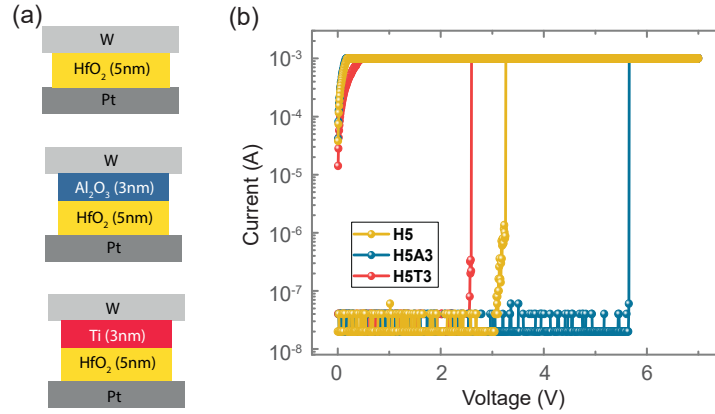 (a)
W
HfO₂ (5nm)
Pt
W
Al₂O₃ (3nm)
HfO₂ (5nm)
Pt
W
Ti (3nm)
HfO₂ (5nm)
Pt
(b)
Current (A)
10⁻³
10⁻⁴
10⁻⁵
10⁻⁶
10⁻⁷
10⁻⁸
H5
H5A3
H5T3
0 2 4 6
Voltage (V)